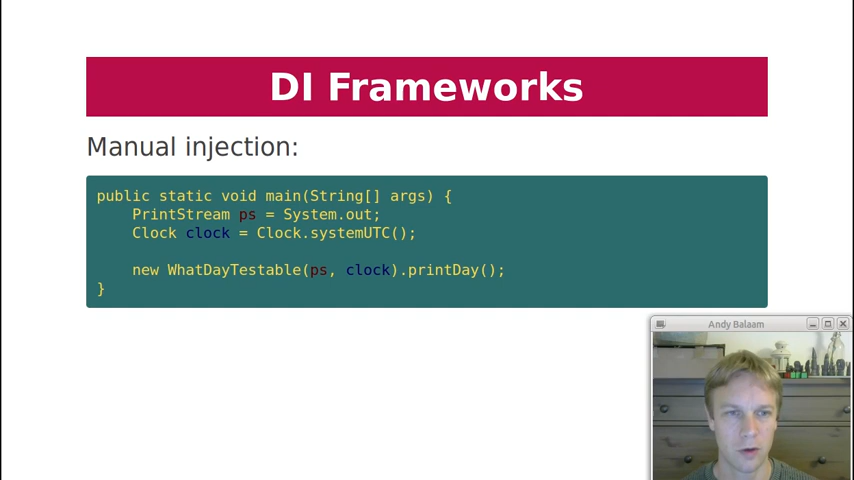 DI Frameworks
Manual injection:
public static void main(String[] args) {
    PrintStream ps = System.out;
    Clock clock = Clock.systemUTC();
    new WhatDayTestable(ps, clock).printDay();
}
Andy Balaam